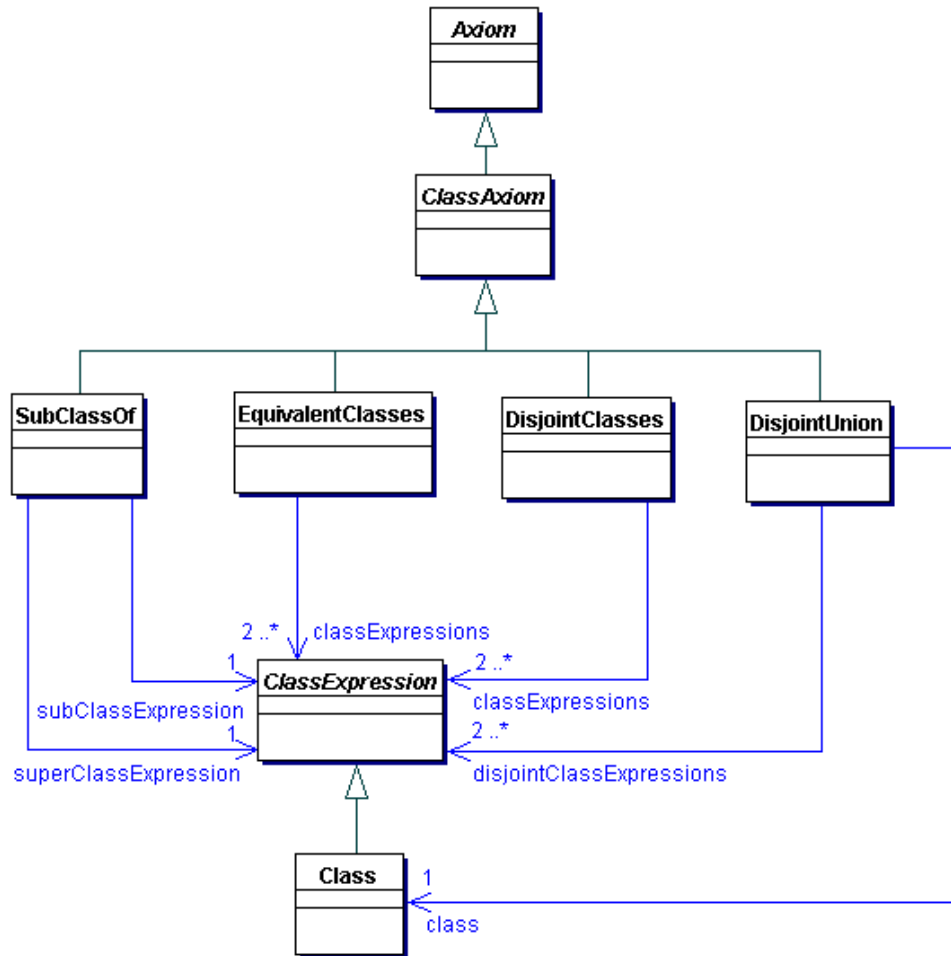 Axiom
ClassAxiom
SubClassOf
EquivalentClasses
DisjointClasses
DisjointUnion
2 ..* classExpressions
1
subClassExpression
ClassExpression
2 ..*
classExpressions
1
superClassExpression
2 ..*
disjointClassExpressions
Class
1
class